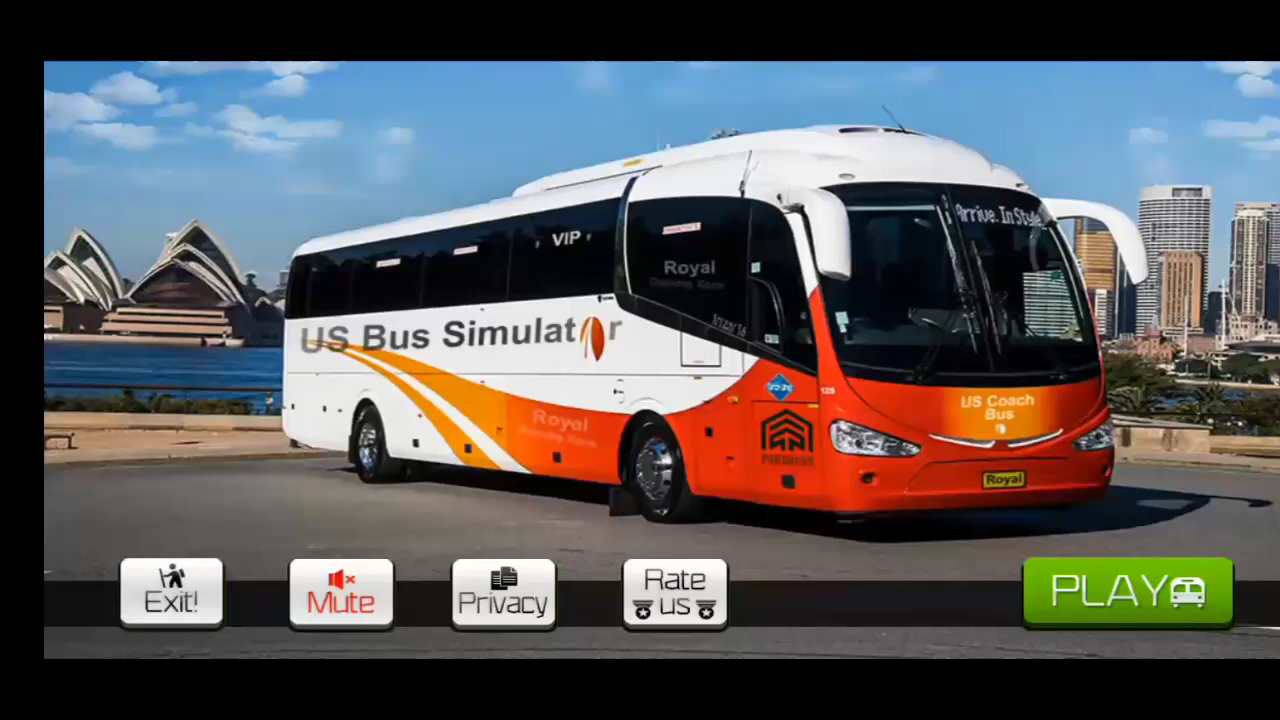 Arrive. In Style
VIP
Royal
US Bus Simulator
US Coach
Bus
Royal
Royal
Exit!
Mute
Privacy
Rate
us
PLAY